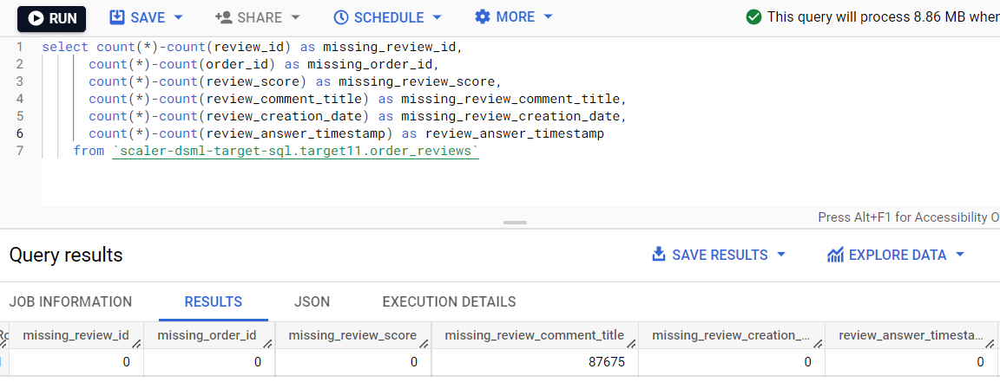 RUN SAVE SHARE SCHEDULE MORE This query will process 8.86 MB when
1 select count(*)-count(review_id) as missing_review_id,
2 count(*)-count(order_id) as missing_order_id,
3 count(*)-count(review_score) as missing_review_score,
4 count(*)-count(review_comment_title) as missing_review_comment_title,
5 count(*)-count(review_creation_date) as missing_review_creation_date,
6 count(*)-count(review_answer_timestamp) as review_answer_timestamp
7 from `scaler-dsml-target-sql.target11.order_reviews`
Press Alt+F1 for Accessibility O
Query results SAVE RESULTS EXPLORE DATA
JOB INFORMATION RESULTS JSON EXECUTION DETAILS
missing_review_id missing_order_id missing_review_score missing_review_comment_title missing_review_creation_... review_answer_timesta...
0 0 0 87675 0 0